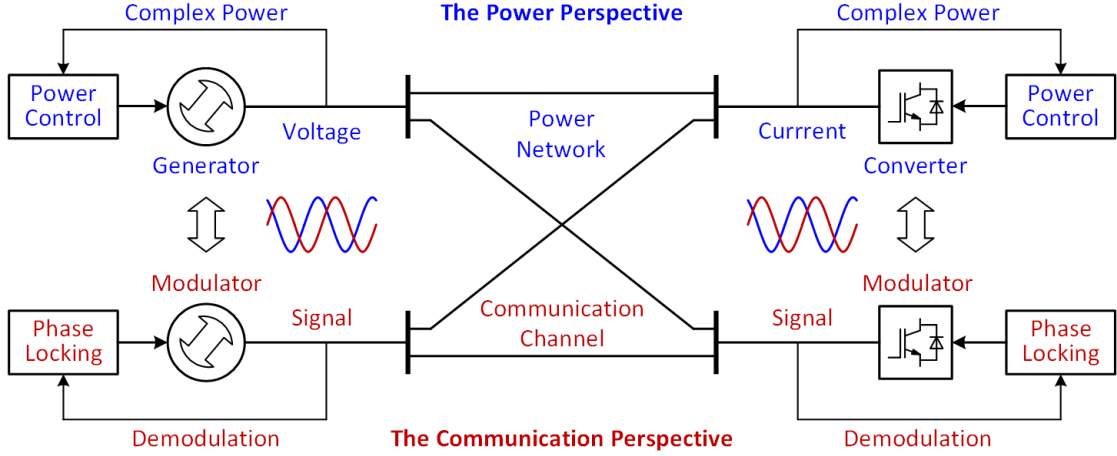 Complex Power
The Power Perspective
Complex Power
Power
Control
Voltage
Generator
Power
Network
Currrent
Converter
Power
Control
Modulator
Signal
Phase
Locking
Communication
Channel
Modulator
Signal
Phase
Locking
Demodulation
The Communication Perspective
Demodulation